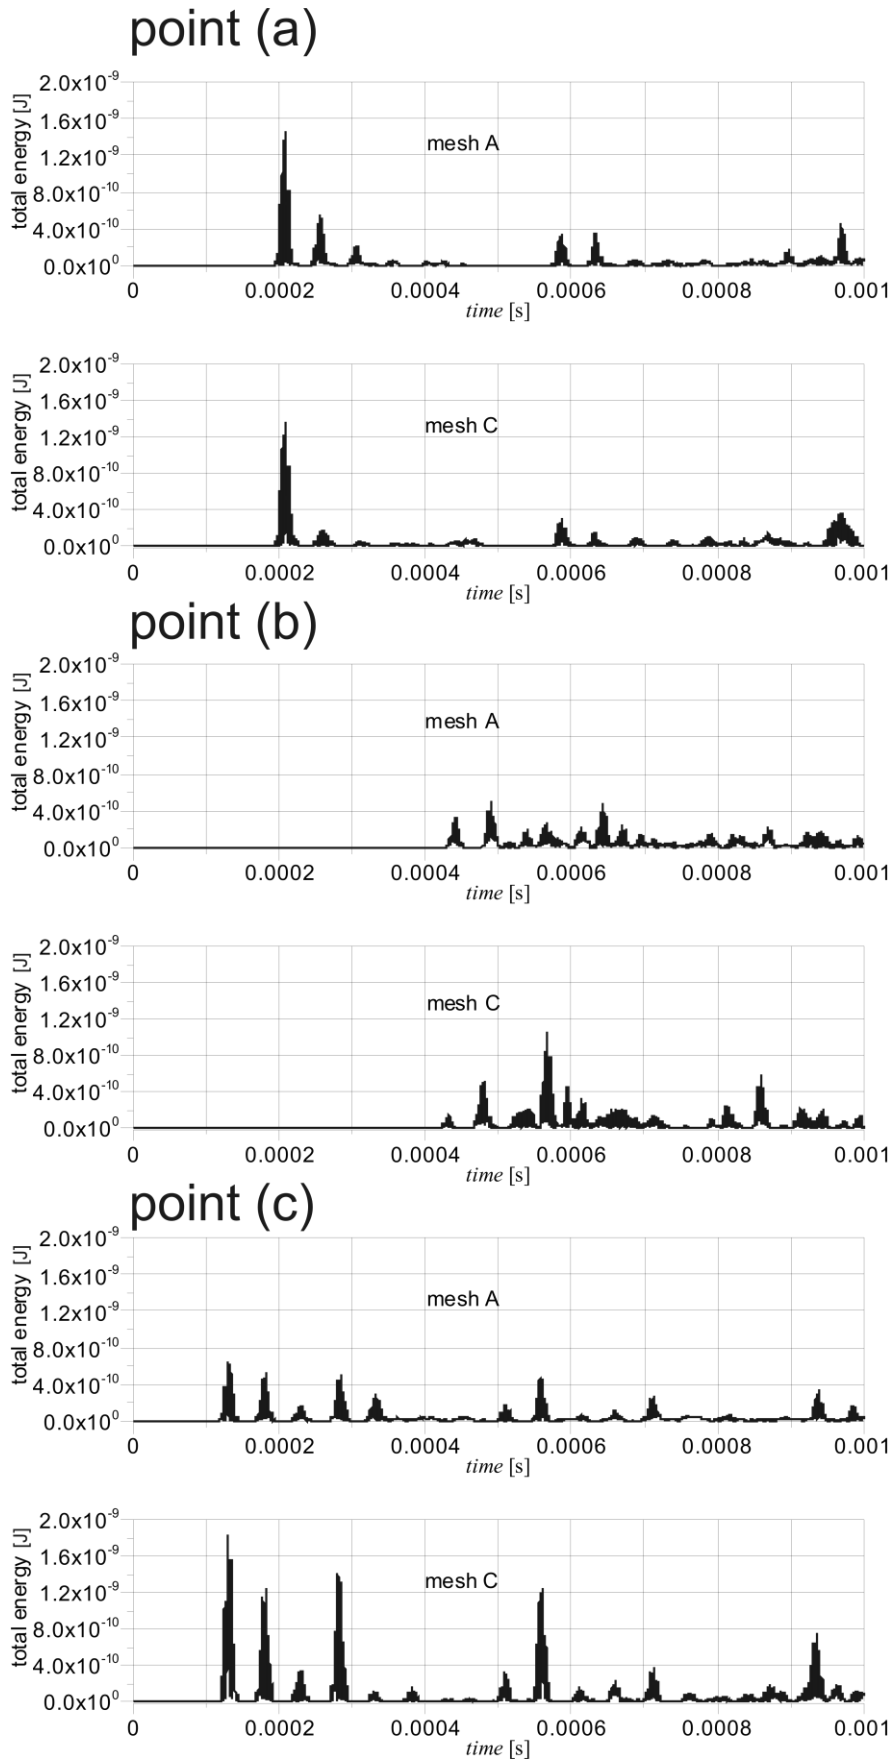 point (a)
total energy [J]
2.0x10⁻⁹
1.6x10⁻⁹
1.2x10⁻⁹
8.0x10⁻¹⁰
4.0x10⁻¹⁰
0.0x10⁰
mesh A
0 0.0002 0.0004 0.0006 0.0008 0.001
time [s]
total energy [J]
2.0x10⁻⁹
1.6x10⁻⁹
1.2x10⁻⁹
8.0x10⁻¹⁰
4.0x10⁻¹⁰
0.0x10⁰
mesh C
0 0.0002 0.0004 0.0006 0.0008 0.001
time [s]
point (b)
total energy [J]
2.0x10⁻⁹
1.6x10⁻⁹
1.2x10⁻⁹
8.0x10⁻¹⁰
4.0x10⁻¹⁰
0.0x10⁰
mesh A
0 0.0002 0.0004 0.0006 0.0008 0.001
time [s]
total energy [J]
2.0x10⁻⁹
1.6x10⁻⁹
1.2x10⁻⁹
8.0x10⁻¹⁰
4.0x10⁻¹⁰
0.0x10⁰
mesh C
0 0.0002 0.0004 0.0006 0.0008 0.001
time [s]
point (c)
total energy [J]
2.0x10⁻⁹
1.6x10⁻⁹
1.2x10⁻⁹
8.0x10⁻¹⁰
4.0x10⁻¹⁰
0.0x10⁰
mesh A
0 0.0002 0.0004 0.0006 0.0008 0.001
time [s]
total energy [J]
2.0x10⁻⁹
1.6x10⁻⁹
1.2x10⁻⁹
8.0x10⁻¹⁰
4.0x10⁻¹⁰
0.0x10⁰
mesh C
0 0.0002 0.0004 0.0006 0.0008 0.001
time [s]